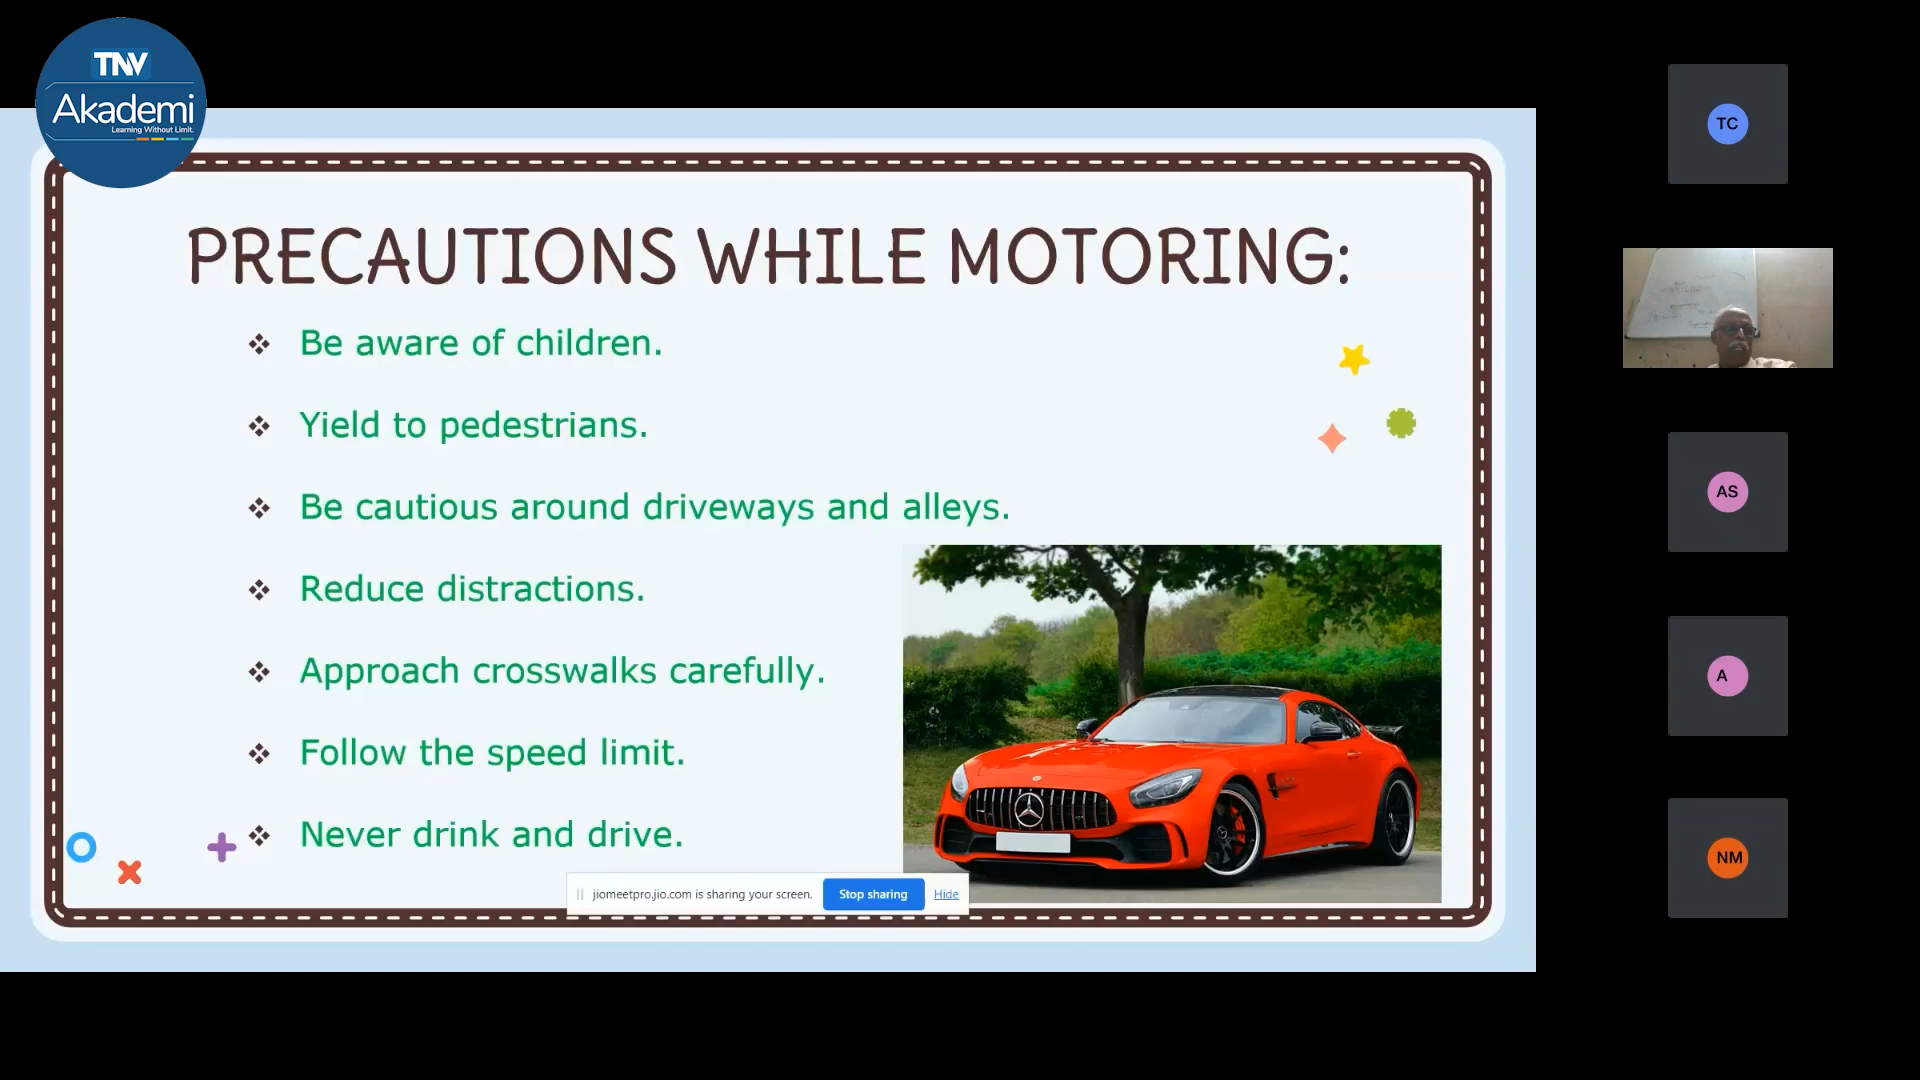 TNV
Akademi
Learning Without Limit.
PRECAUTIONS WHILE MOTORING:
Be aware of children.
Yield to pedestrians.
Be cautious around driveways and alleys.
Reduce distractions.
Approach crosswalks carefully.
Follow the speed limit.
Never drink and drive.
jiomeetpro.jio.com is sharing your screen. Stop sharing Hide
TC
AS
A
NM